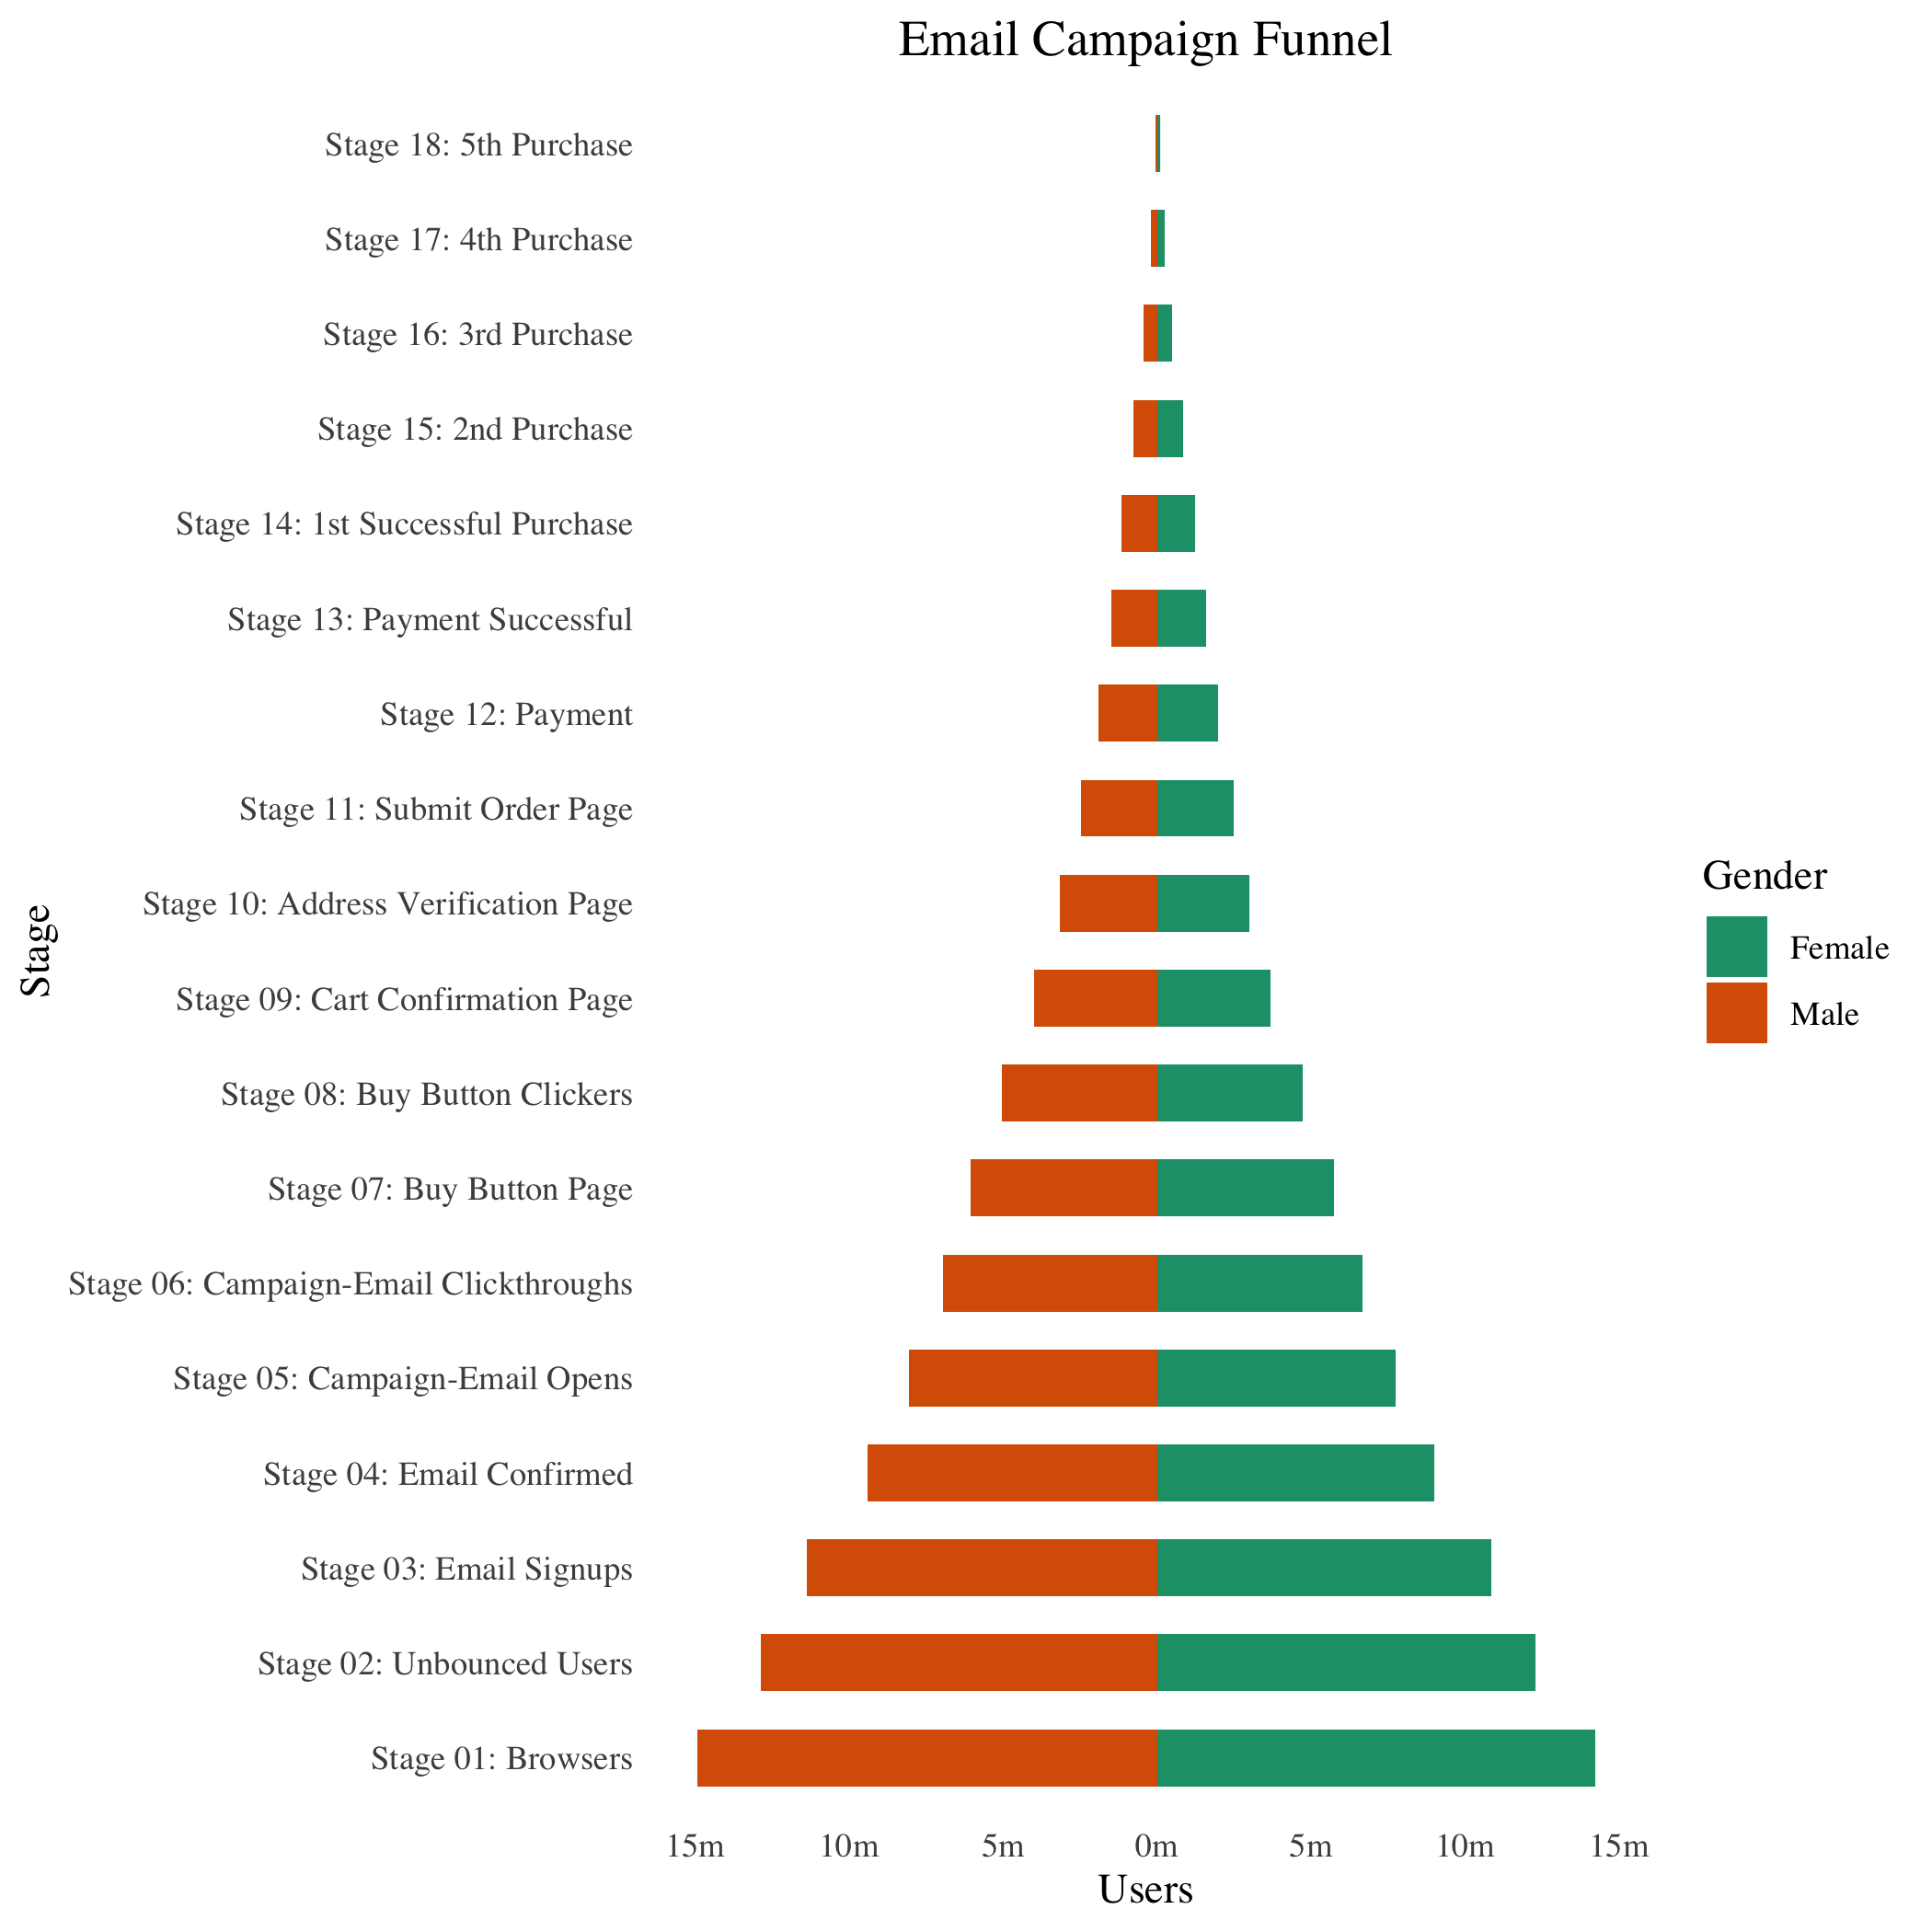 Email Campaign Funnel
Stage 18: 5th Purchase
Stage 17: 4th Purchase
Stage 16: 3rd Purchase
Stage 15: 2nd Purchase
Stage 14: 1st Successful Purchase
Stage 13: Payment Successful
Stage 12: Payment
Stage 11: Submit Order Page
Stage 10: Address Verification Page
Stage 09: Cart Confirmation Page
Stage 08: Buy Button Clickers
Stage 07: Buy Button Page
Stage 06: Campaign-Email Clickthroughs
Stage 05: Campaign-Email Opens
Stage 04: Email Confirmed
Stage 03: Email Signups
Stage 02: Unbounced Users
Stage 01: Browsers
Stage
15m 10m 5m 0m 5m 10m 15m
Users
Gender
Female
Male